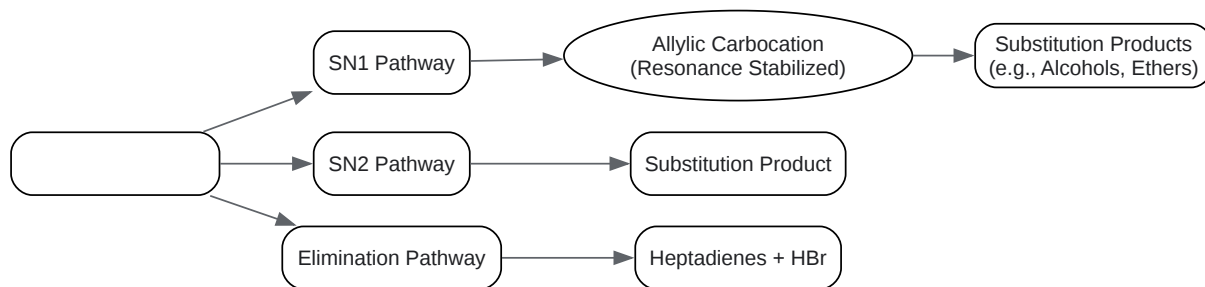 SN1 Pathway
Allylic Carbocation
(Resonance Stabilized)
Substitution Products
(e.g., Alcohols, Ethers)
SN2 Pathway
Substitution Product
Elimination Pathway
Heptadienes + HBr